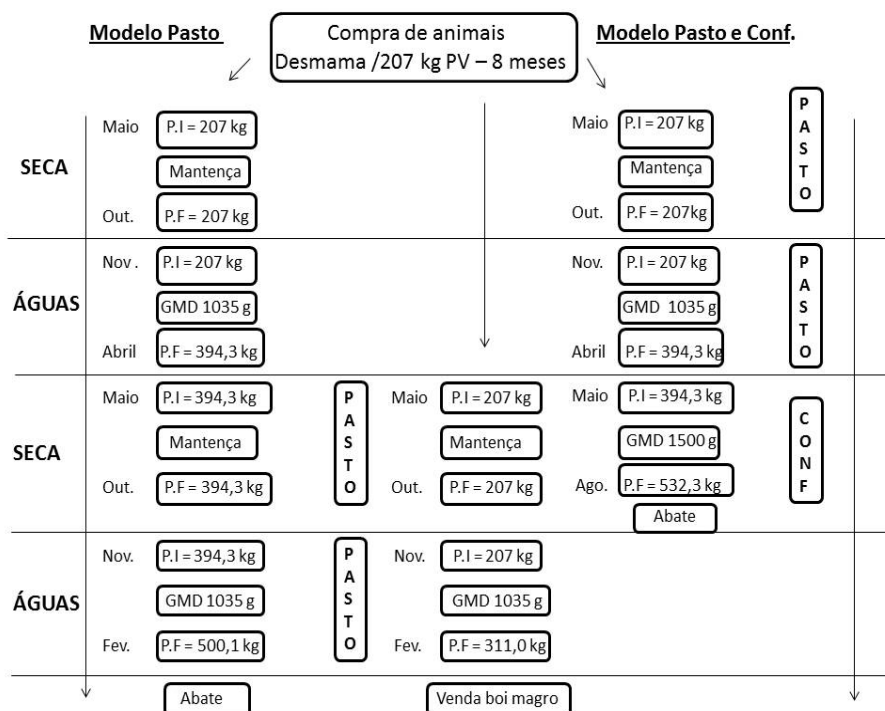 Modelo Pasto
Compra de animais
Desmama /207 kg PV – 8 meses
Modelo Pasto e Conf.
SECA
Maio
P.I = 207 kg
Mantença
Out.
P.F = 207 kg
Maio
P.I = 207 kg
Mantença
Out.
P.F = 207kg
PASTO
ÁGUAS
Nov .
P.I = 207 kg
GMD 1035 g
Abril
P.F = 394,3 kg
Nov.
P.I = 207 kg
GMD 1035 g
Abril
P.F = 394,3 kg
PASTO
SECA
Maio
P.I = 394,3 kg
Mantença
Out.
P.F = 394,3 kg
PASTO
Maio
P.I = 207 kg
Mantença
Out.
P.F = 207 kg
Maio
P.I = 394,3 kg
GMD 1500 g
Ago.
P.F = 532,3 kg
Abate
CONF
ÁGUAS
Nov.
P.I = 394,3 kg
GMD 1035 g
Fev.
P.F = 500,1 kg
PASTO
Nov.
P.I = 207 kg
GMD 1035 g
Fev.
P.F = 311,0 kg
Abate
Venda boi magro